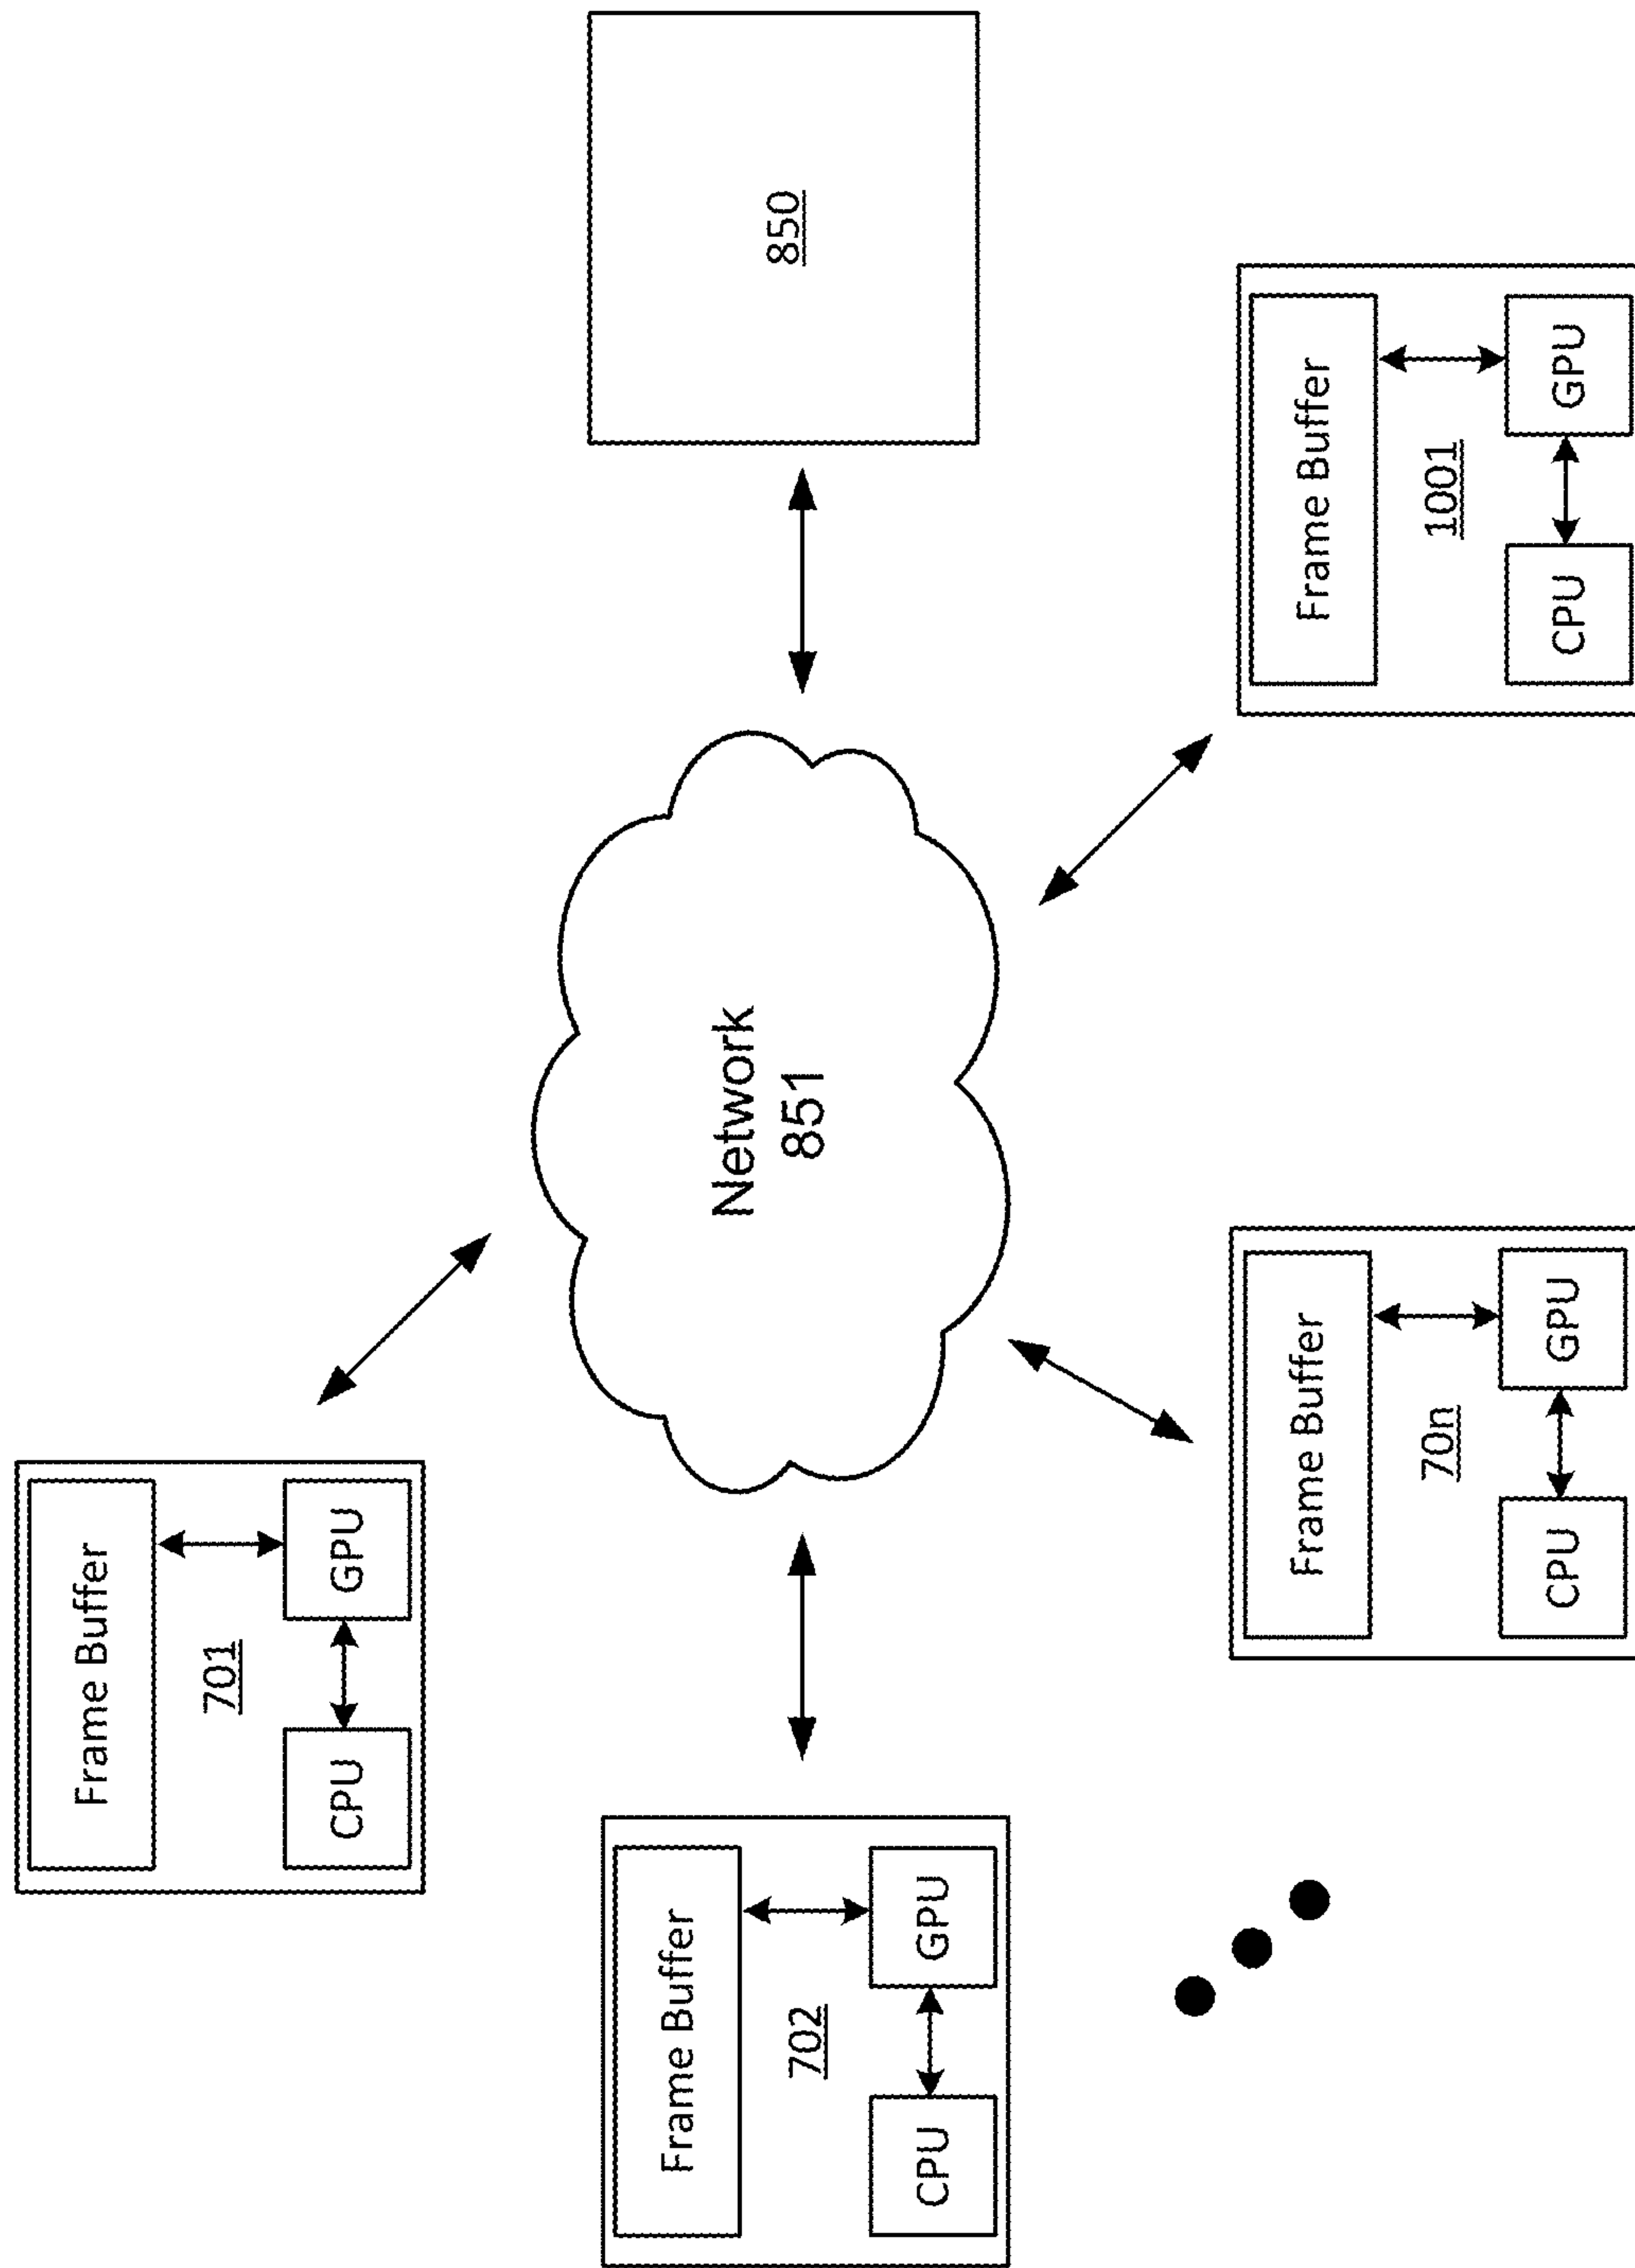 Frame Buffer
701
CPU
GPU
Frame Buffer
702
CPU
GPU
Network
851
850
Frame Buffer
70n
CPU
GPU
Frame Buffer
1001
CPU
GPU